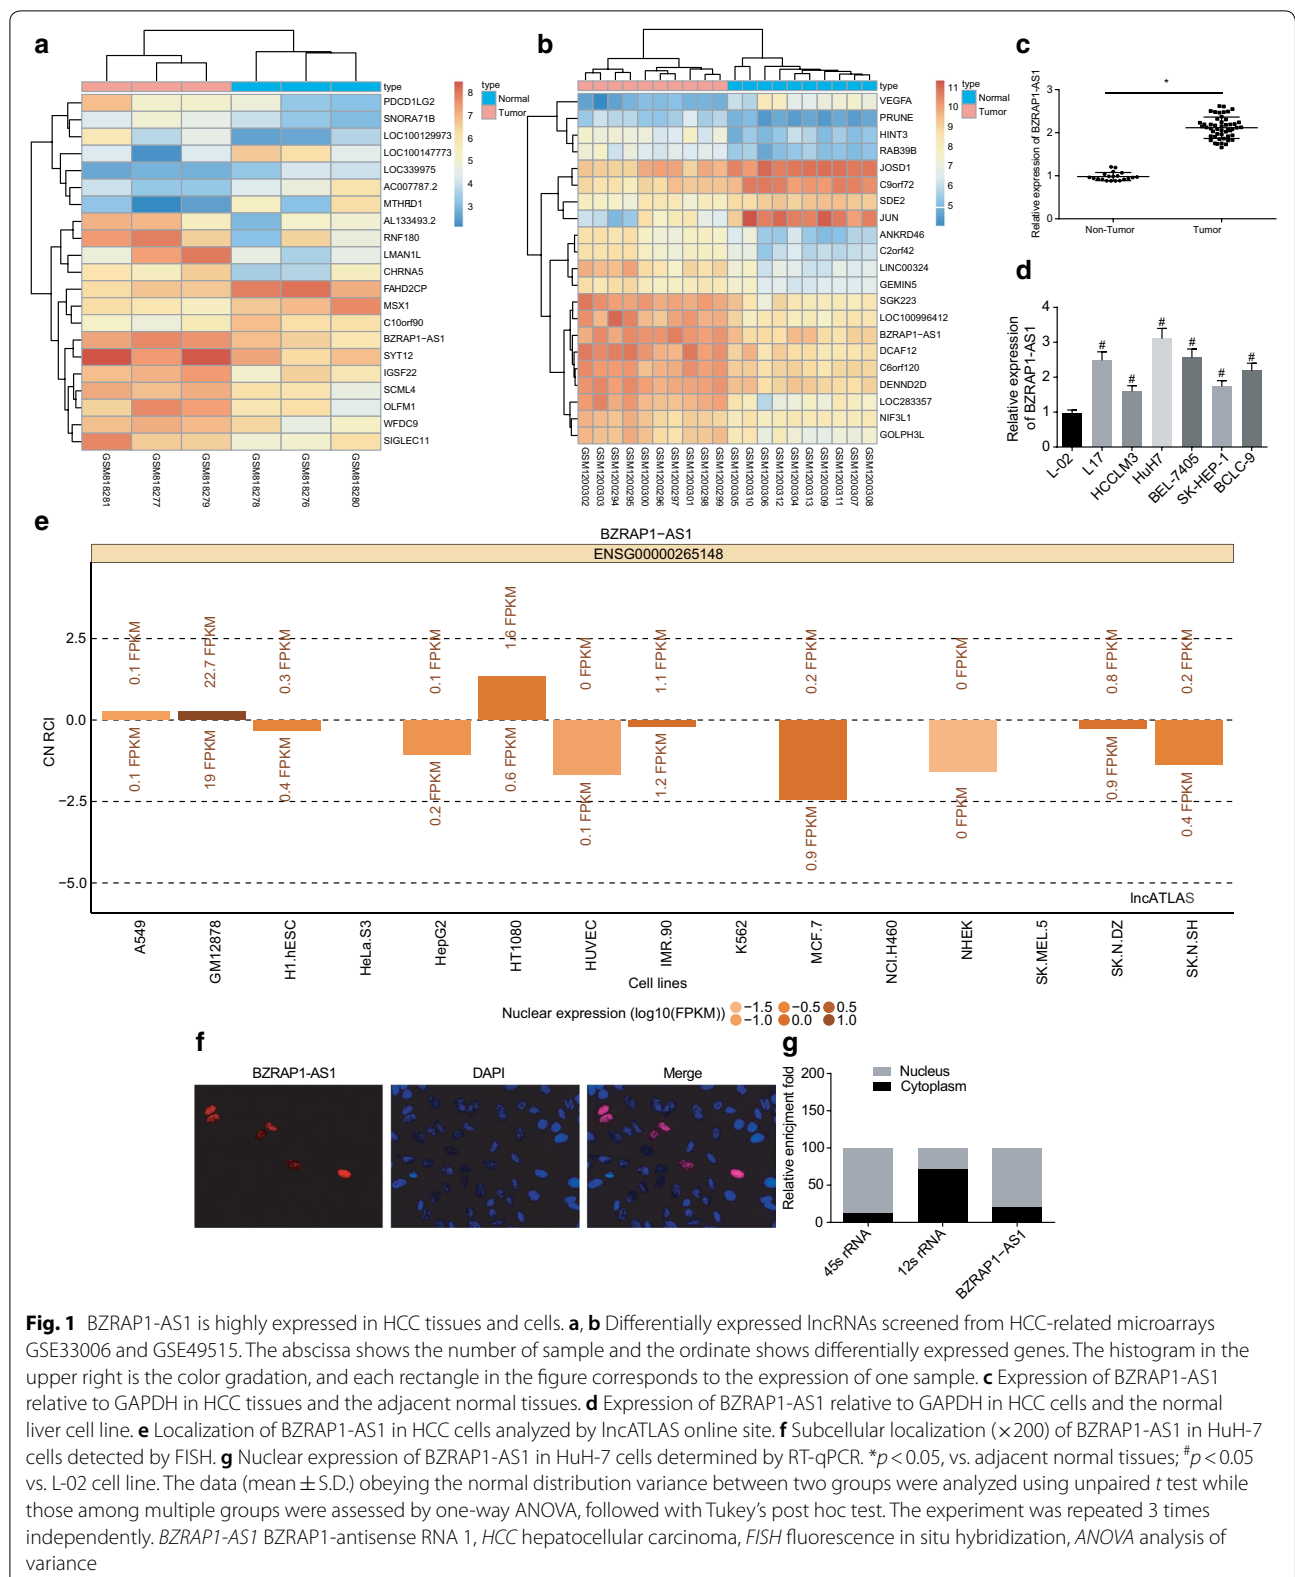 a
type
PDCD1LG2
SNORA71B
LOC100129973
LOC100147773
LOC339975
AC007787.2
MTHRD1
AL133493.2
RNF180
LMAN1L
CHRNA5
FAHD2CP
MSX1
C10orf90
BZRAP1−AS1
SYT12
IGSF22
SCML4
OLFM1
WFDC9
SIGLEC11
8
7
6
5
4
3
type
Normal
Tumor
GSM818281
GSM818277
GSM818279
GSM818278
GSM818276
GSM818280
b
type
VEGFA
PRUNE
HINT3
RAB39B
JOSD1
C9orf72
SDE2
JUN
ANKRD46
C2orf42
LINC00324
GEMIN5
SGK223
LOC100996412
BZRAP1−AS1
DCAF12
C6orf120
DENND2D
LOC283357
NIF3L1
GOLPH3L
11
10
9
8
7
6
5
type
Normal
Tumor
GSM1200302
GSM1200303
GSM1200294
GSM1200295
GSM1200300
GSM1200296
GSM1200297
GSM1200301
GSM1200298
GSM1200299
GSM1200305
GSM1200310
GSM1200306
GSM1200312
GSM1200304
GSM1200313
GSM1200309
GSM1200311
GSM1200307
GSM1200308
c
Relative expression of BZRAP1-AS1
3
2
1
0
*
Non-Tumor
Tumor
d
Relative expression
of BZRAP1-AS1
4
3
2
1
0
#
#
#
#
#
#
L-02
L17
HCCLM3
HuH7
BEL-7405
SK-HEP-1
BCLC-9
e
BZRAP1−AS1
ENSG00000265148
CN RCI
2.5
0.0
−2.5
−5.0
0.1 FPKM
22.7 FPKM
0.3 FPKM
0.1 FPKM
1.6 FPKM
0 FPKM
1.1 FPKM
0.2 FPKM
0 FPKM
0.8 FPKM
0.2 FPKM
0.1 FPKM
19 FPKM
0.4 FPKM
0.2 FPKM
0.6 FPKM
0.1 FPKM
1.2 FPKM
0.9 FPKM
0 FPKM
0.9 FPKM
0.4 FPKM
lncATLAS
A549
GM12878
H1.hESC
HeLa.S3
HepG2
HT1080
HUVEC
IMR.90
K562
MCF.7
NCI.H460
NHEK
SK.MEL.5
SK.N.DZ
SK.N.SH
Cell lines
Nuclear expression (log10(FPKM))
−1.5
−0.5
0.5
−1.0
0.0
1.0
f
BZRAP1-AS1
DAPI
Merge
g
Relative enricjment fold
200
150
100
50
0
Nucleus
Cytoplasm
45s rRNA
12s rRNA
BZRAP1−AS1
Fig. 1 BZRAP1-AS1 is highly expressed in HCC tissues and cells. a, b Differentially expressed lncRNAs screened from HCC-related microarrays
GSE33006 and GSE49515. The abscissa shows the number of sample and the ordinate shows differentially expressed genes. The histogram in the
upper right is the color gradation, and each rectangle in the figure corresponds to the expression of one sample. c Expression of BZRAP1-AS1
relative to GAPDH in HCC tissues and the adjacent normal tissues. d Expression of BZRAP1-AS1 relative to GAPDH in HCC cells and the normal
liver cell line. e Localization of BZRAP1-AS1 in HCC cells analyzed by lncATLAS online site. f Subcellular localization (×200) of BZRAP1-AS1 in HuH-7
cells detected by FISH. g Nuclear expression of BZRAP1-AS1 in HuH-7 cells determined by RT-qPCR. *p < 0.05, vs. adjacent normal tissues; #p < 0.05
vs. L-02 cell line. The data (mean ± S.D.) obeying the normal distribution variance between two groups were analyzed using unpaired t test while
those among multiple groups were assessed by one-way ANOVA, followed with Tukey's post hoc test. The experiment was repeated 3 times
independently. BZRAP1-AS1 BZRAP1-antisense RNA 1, HCC hepatocellular carcinoma, FISH fluorescence in situ hybridization, ANOVA analysis of
variance